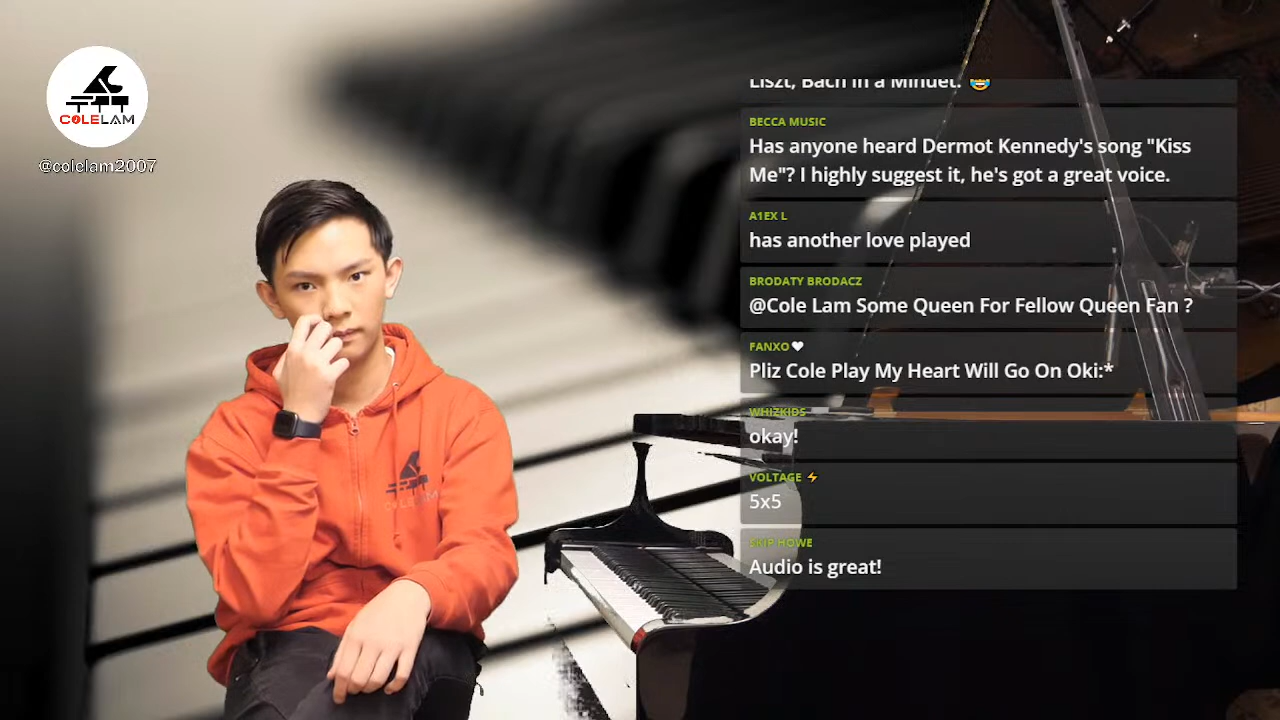 COLELAM
@colelam2007
Liszt, Bach in a Minuet. 😂
BECCA MUSIC
Has anyone heard Dermot Kennedy's song "Kiss
Me"? I highly suggest it, he's got a great voice.
A1EX L
has another love played
BRODATY BRODACZ
@Cole Lam Some Queen For Fellow Queen Fan ?
FANXO🤍
Pliz Cole Play My Heart Will Go On Oki:*
WHIZKIDS
okay!
VOLTAGE ⚡
5x5
SKIP HOWE
Audio is great!
COLELAM